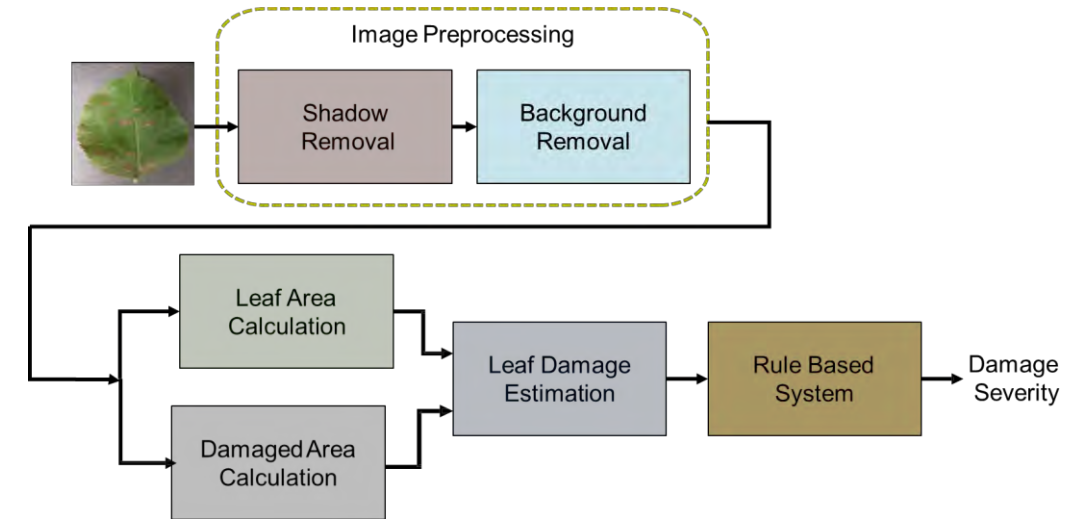 Image Preprocessing
Shadow
Removal
Background
Removal
Leaf Area
Calculation
Damaged Area
Calculation
Leaf Damage
Estimation
Rule Based
System
Damage
Severity